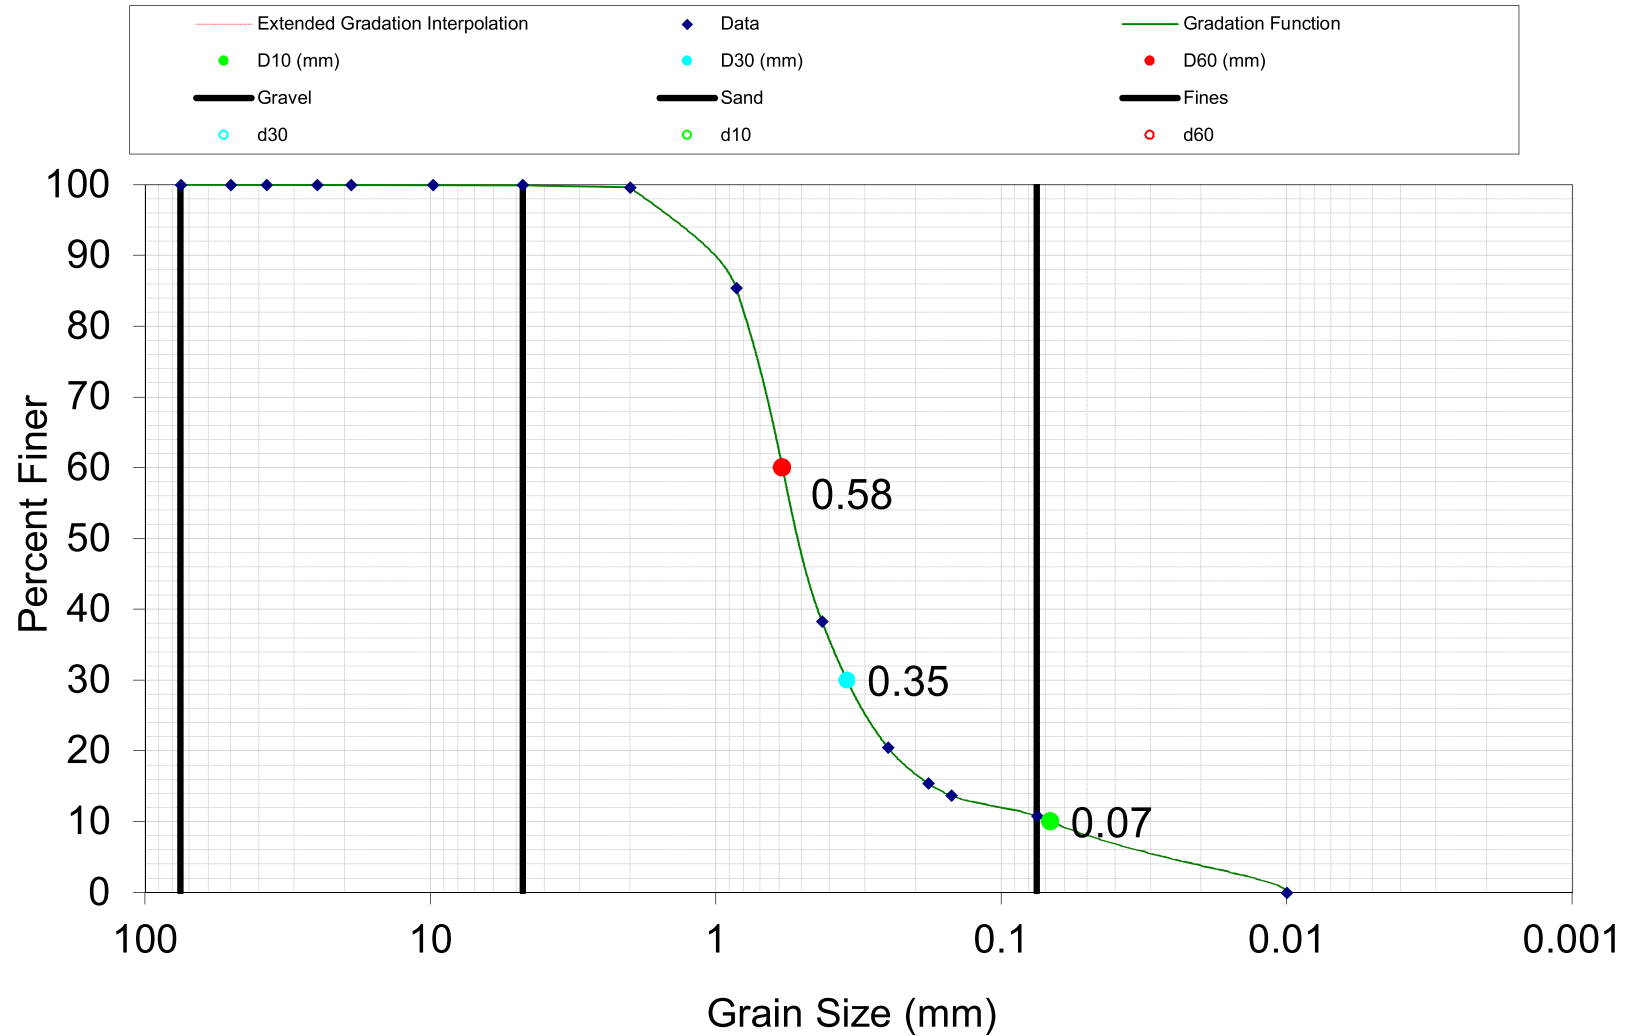 Extended Gradation Interpolation Data Gradation Function
D10 (mm) D30 (mm) D60 (mm)
Gravel Sand Fines
d30 d10 d60
100
90
80
70
60
50
40
30
20
10
0
Percent Finer
0.58
0.35
0.07
100 10 1 0.1 0.01 0.001
Grain Size (mm)